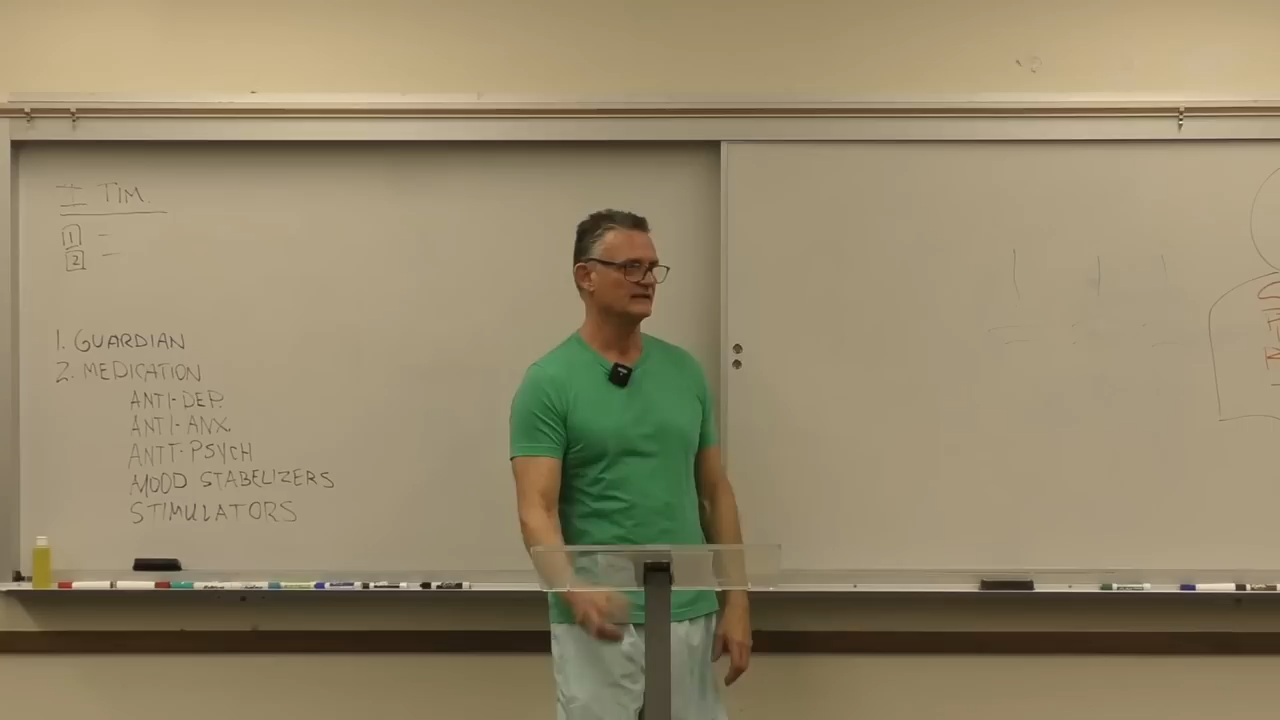 I TIM.
1 -
2 -
1. GUARDIAN
2. MEDICATION
ANTI-DEP.
ANTI-ANX.
ANTI-PSYCH
MOOD STABELIZERS
STIMULATORS